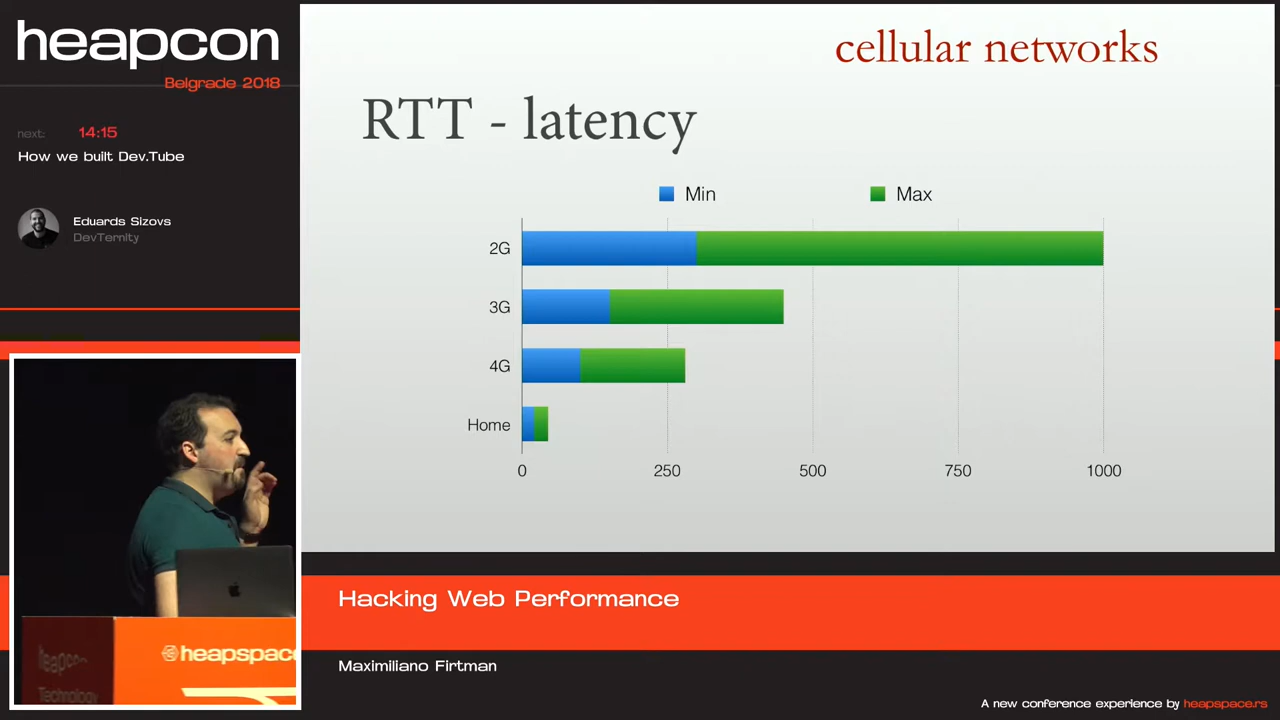 heapcon
Belgrade 2018
next: 14:15
How we built Dev.Tube
Eduards Sizovs
DevTernity
cellular networks
RTT - latency
Min
Max
2G
3G
4G
Home
0 250 500 750 1000
heapspace
heapcon
Technology
Hacking Web Performance
Maximiliano Firtman
A new conference experience by heapspace.rs